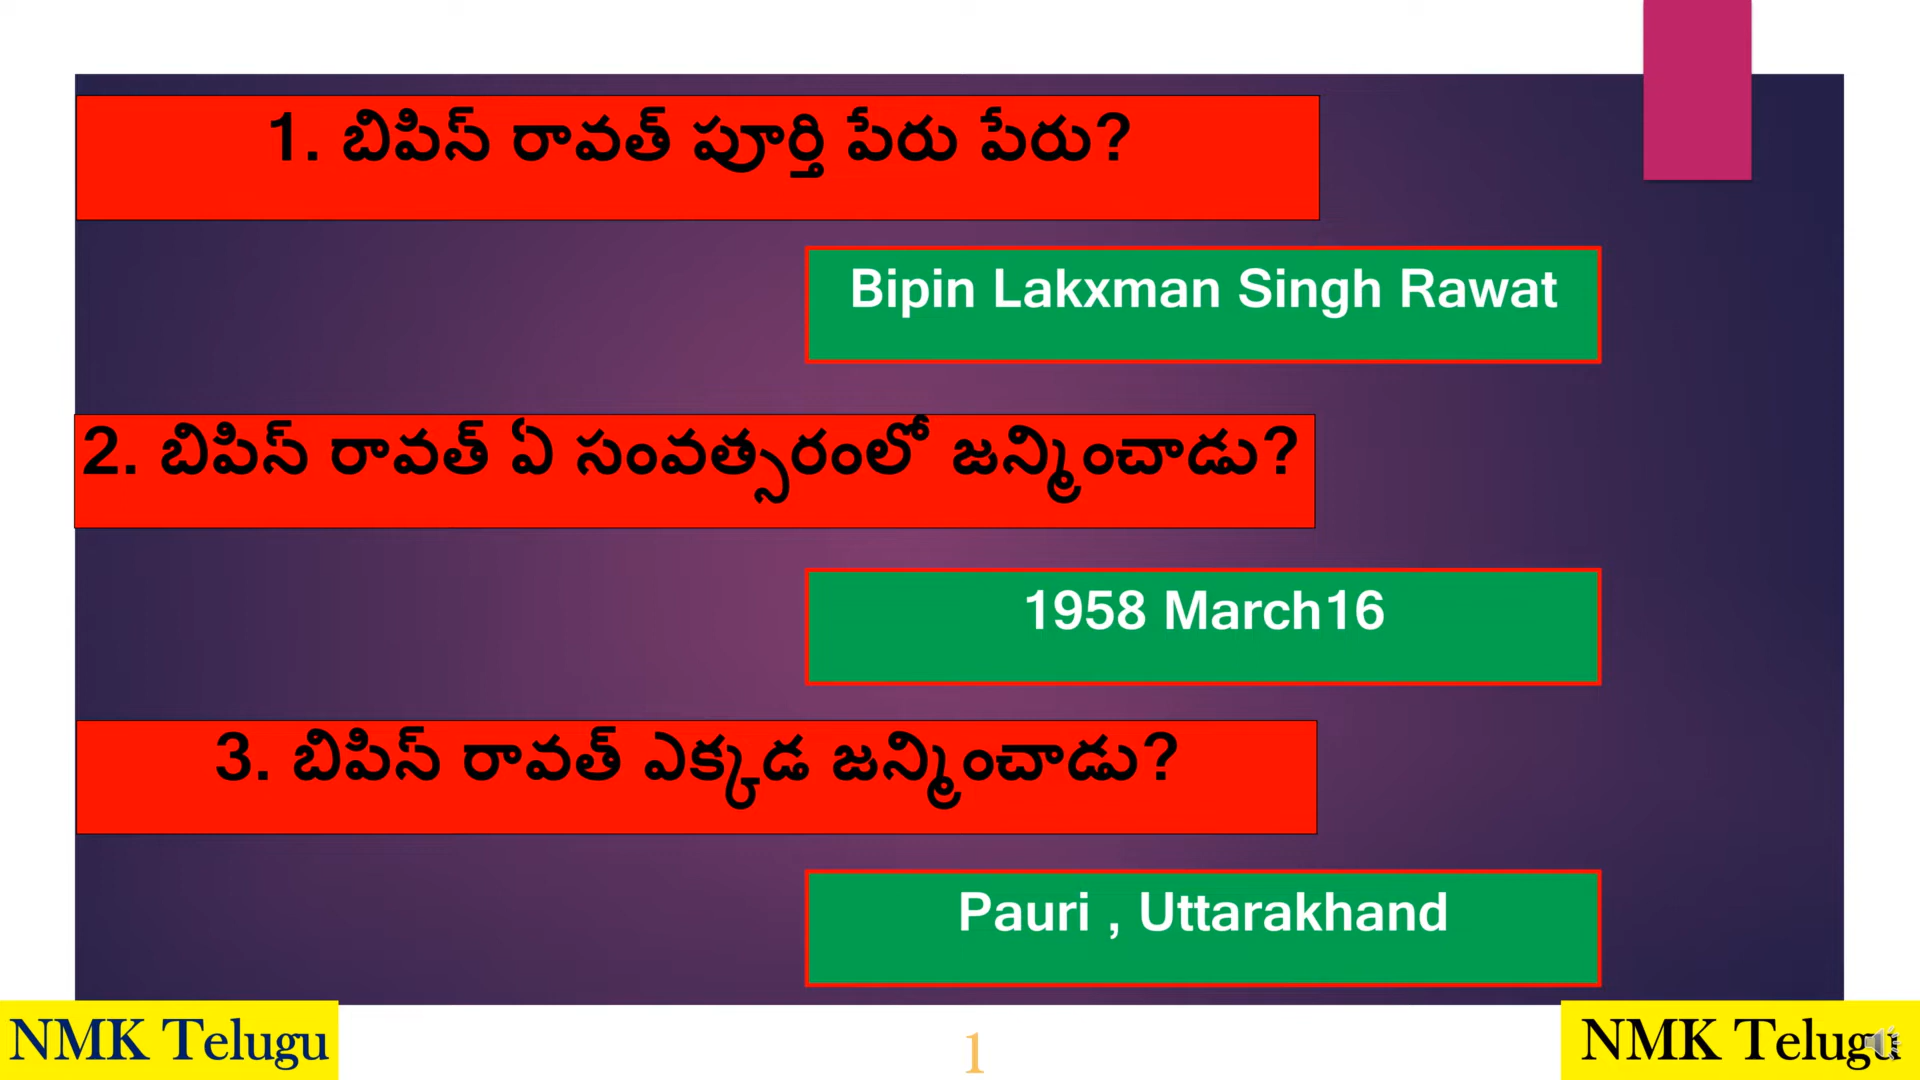 1. బిపిన్ రావత్ పూర్తి పేరు పేరు?
Bipin Lakxman Singh Rawat
2. బిపిన్ రావత్ ఏ సంవత్సరంలో జన్మించాడు?
1958 March16
3. బిపిన్ రావత్ ఎక్కడ జన్మించాడు?
Pauri , Uttarakhand
NMK Telugu
1
NMK Telugu